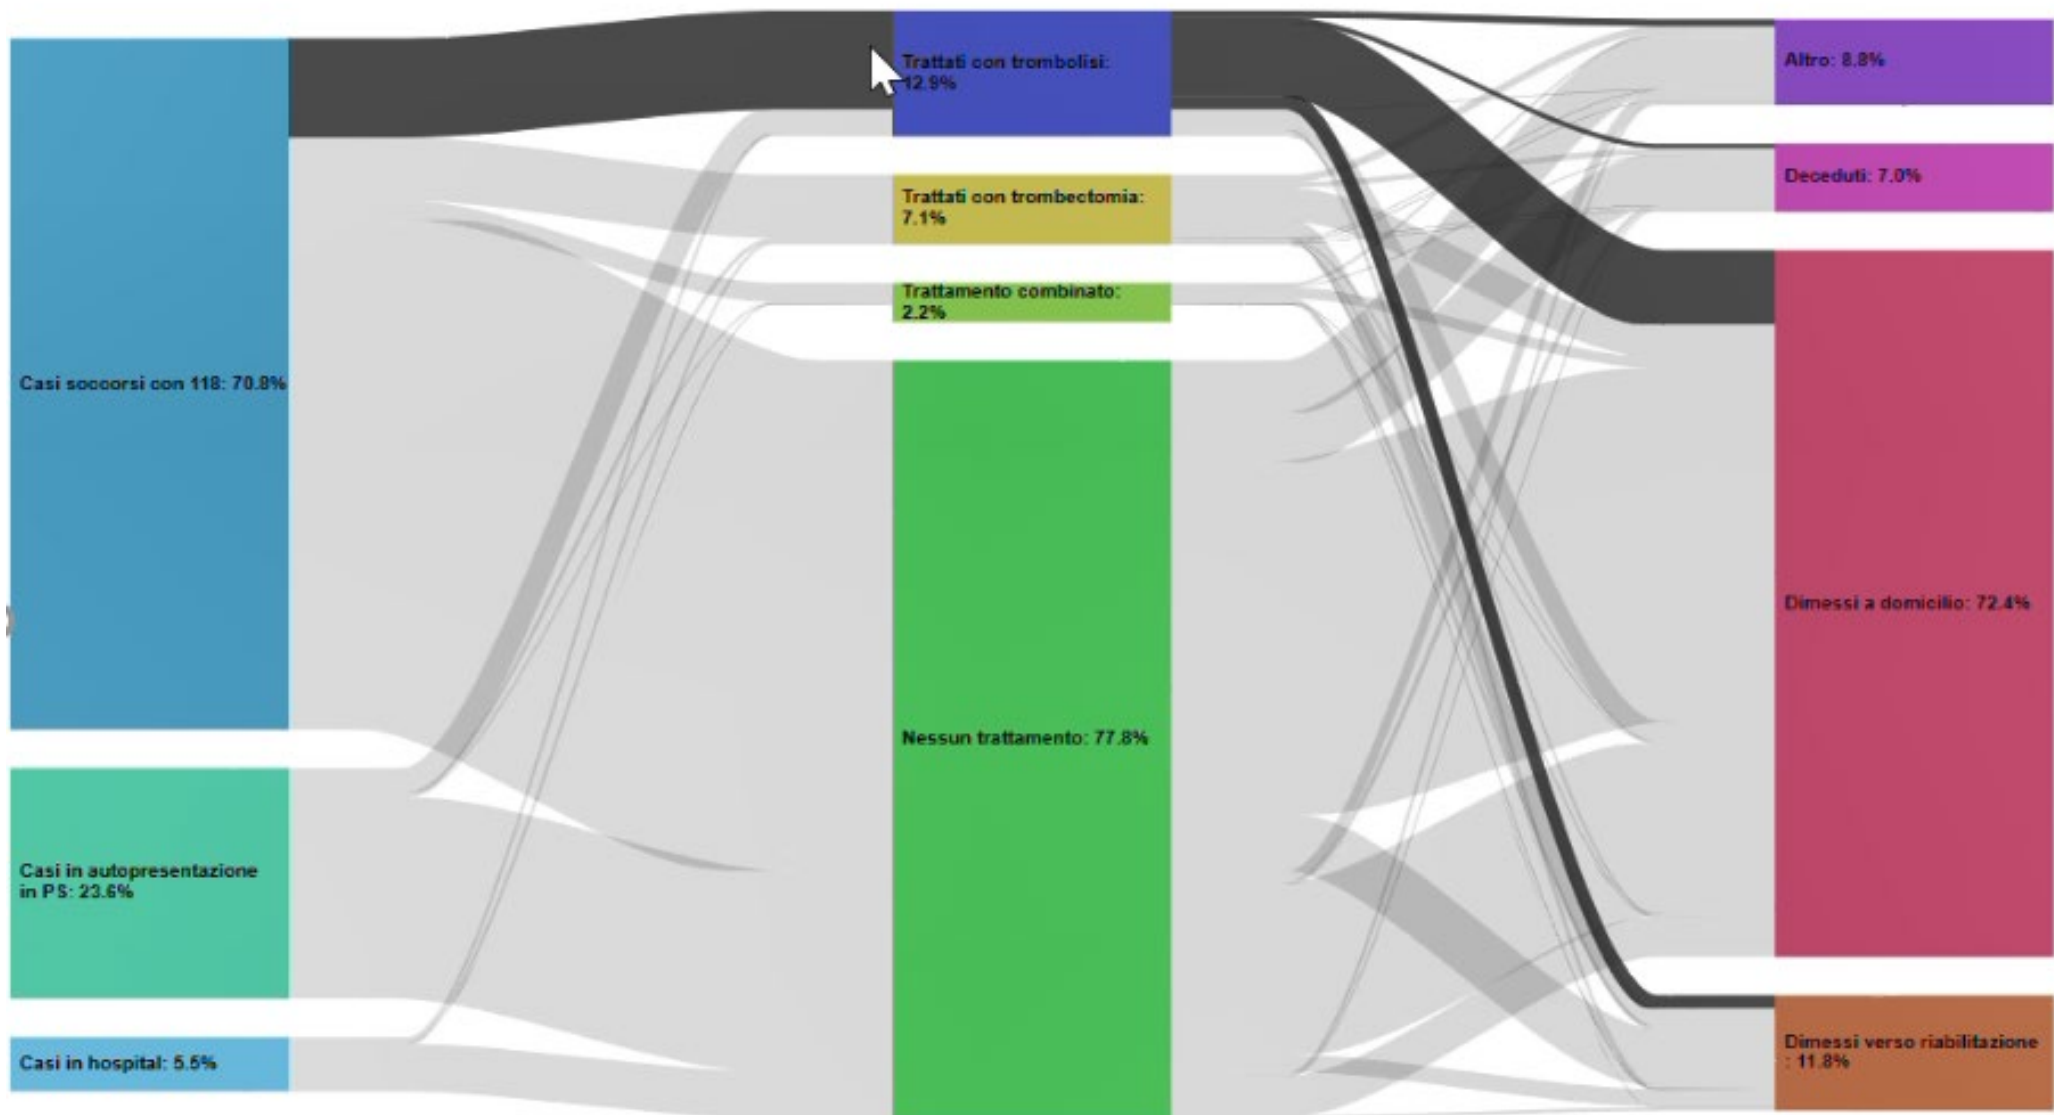 Casi soccorsi con 118: 70.8%
Casi in autopresentazione
in PS: 23.6%
Casi in hospital: 5.5%
Trattati con trombolisi:
12.9%
Trattati con trombectomia:
7.1%
Trattamento combinato:
2.2%
Nessun trattamento: 77.8%
Altro: 8.8%
Deceduti: 7.0%
Dimessi a domicilio: 72.4%
Dimessi verso riabilitazione
: 11.8%